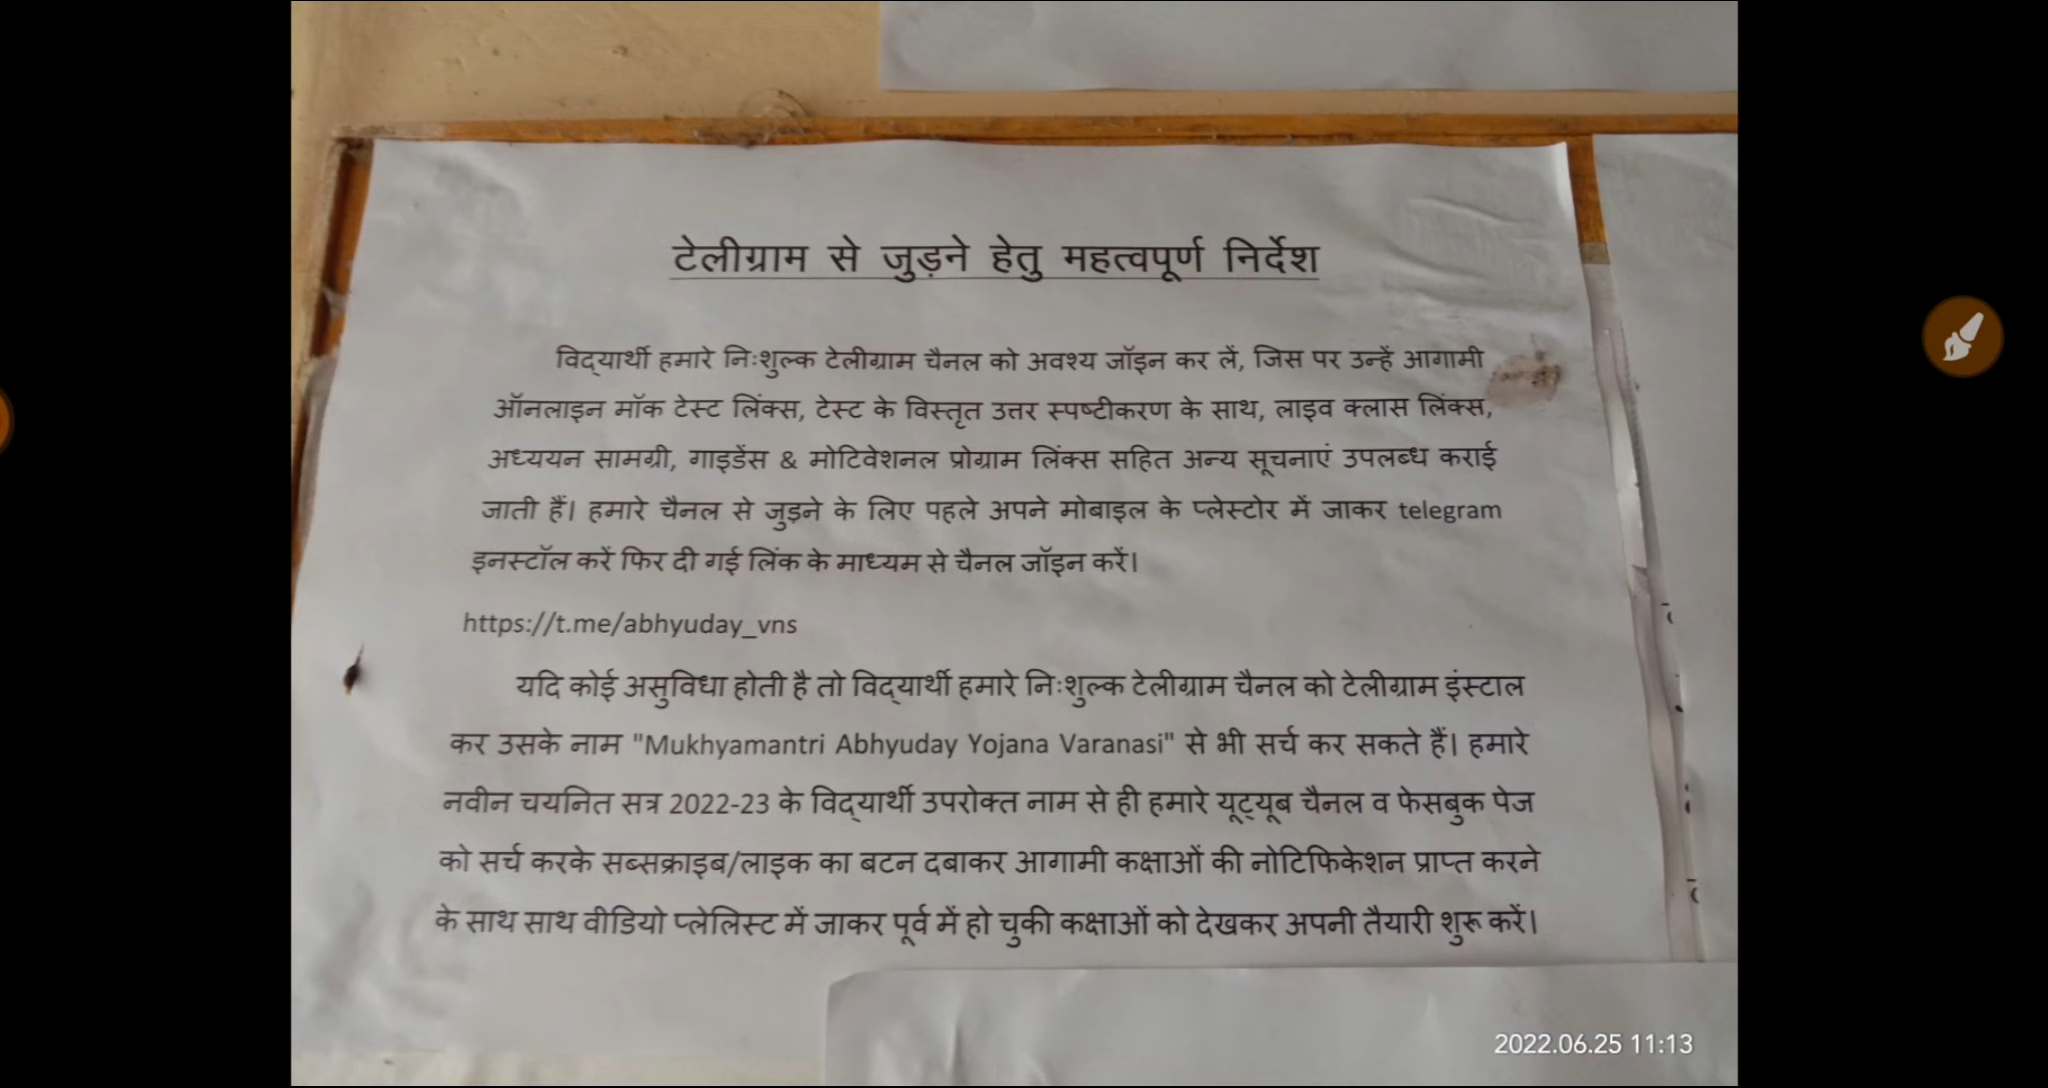 टेलीग्राम से जुड़ने हेतु महत्वपूर्ण निर्देश
विद्यार्थी हमारे निःशुल्क टेलीग्राम चैनल को अवश्य जॉइन कर लें, जिस पर उन्हें आगामी
ऑनलाइन मॉक टेस्ट लिंक्स, टेस्ट के विस्तृत उत्तर स्पष्टीकरण के साथ, लाइव क्लास लिंक्स,
अध्ययन सामग्री, गाइडेंस & मोटिवेशनल प्रोग्राम लिंक्स सहित अन्य सूचनाएं उपलब्ध कराई
जाती हैं। हमारे चैनल से जुड़ने के लिए पहले अपने मोबाइल के प्लेस्टोर में जाकर telegram
इनस्टॉल करें फिर दी गई लिंक के माध्यम से चैनल जॉइन करें।
https://t.me/abhyuday_vns
यदि कोई असुविधा होती है तो विद्यार्थी हमारे निःशुल्क टेलीग्राम चैनल को टेलीग्राम इंस्टाल
कर उसके नाम "Mukhyamantri Abhyuday Yojana Varanasi" से भी सर्च कर सकते हैं। हमारे
नवीन चयनित सत्र 2022-23 के विद्यार्थी उपरोक्त नाम से ही हमारे यूट्यूब चैनल व फेसबुक पेज
को सर्च करके सब्सक्राइब/लाइक का बटन दबाकर आगामी कक्षाओं की नोटिफिकेशन प्राप्त करने
के साथ साथ वीडियो प्लेलिस्ट में जाकर पूर्व में हो चुकी कक्षाओं को देखकर अपनी तैयारी शुरू करें।
2022.06.25 11:13